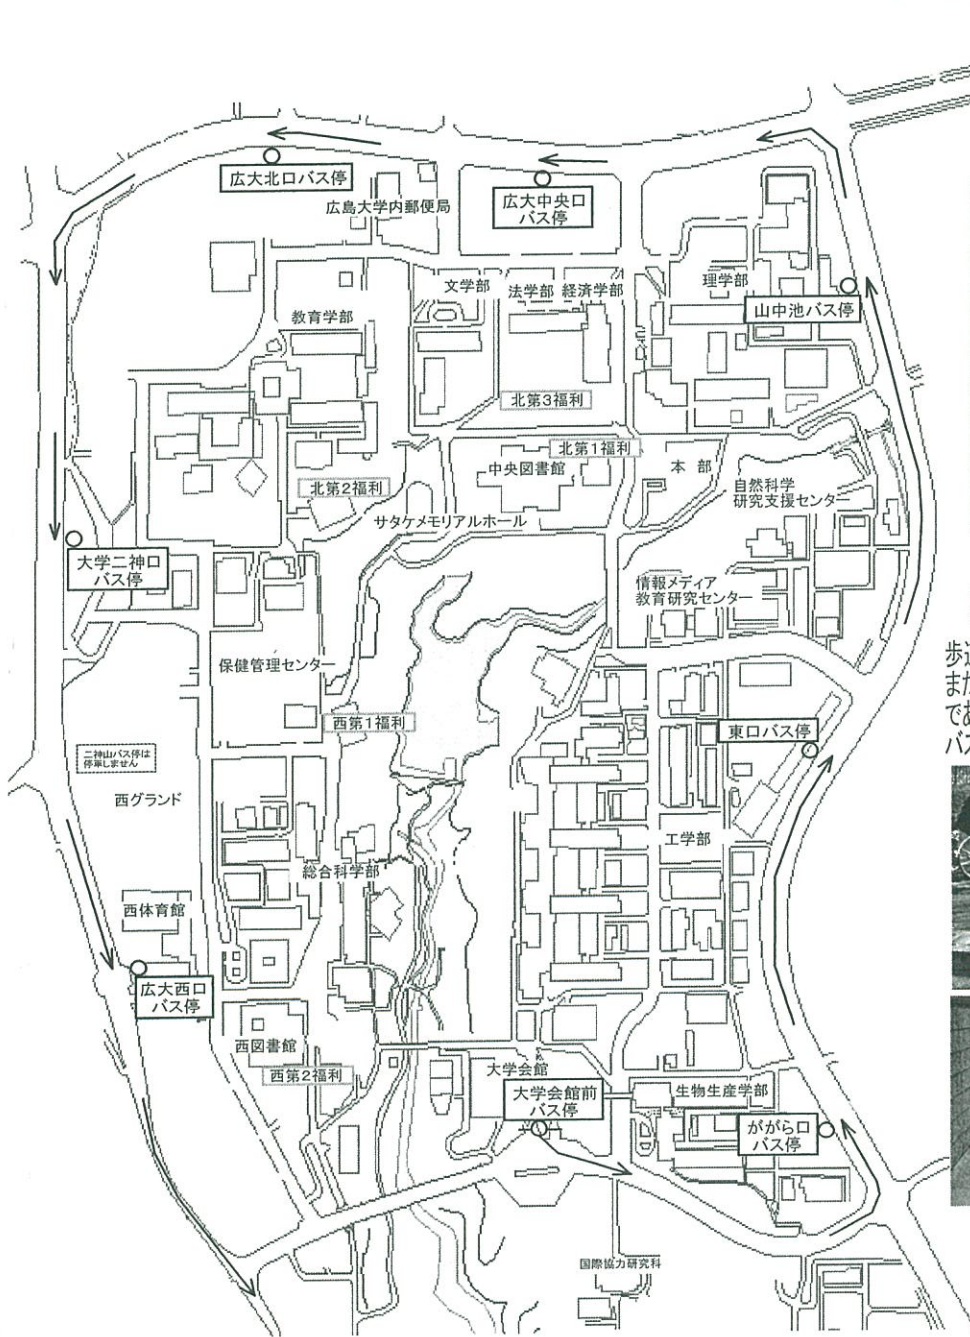 広大北口バス停
広大中央口
バス停
広島大学内郵便局
文学部
法学部
経済学部
理学部
山中池バス停
教育学部
北第3福利
北第1福利
中央図書館
本 部
自然科学
研究支援センター
北第2福利
サタケメモリアルホール
大学二神口
バス停
情報メディア
教育研究センター
保健管理センター
西第1福利
東口バス停
二神山バス停は
停車しません
西グランド
工学部
総合科学部
西体育館
広大西口
バス停
西図書館
西第2福利
大学会館
大学会館前
バス停
生物生産学部
ががら口
バス停
国際協力研究科
歩道
また
であ
バス